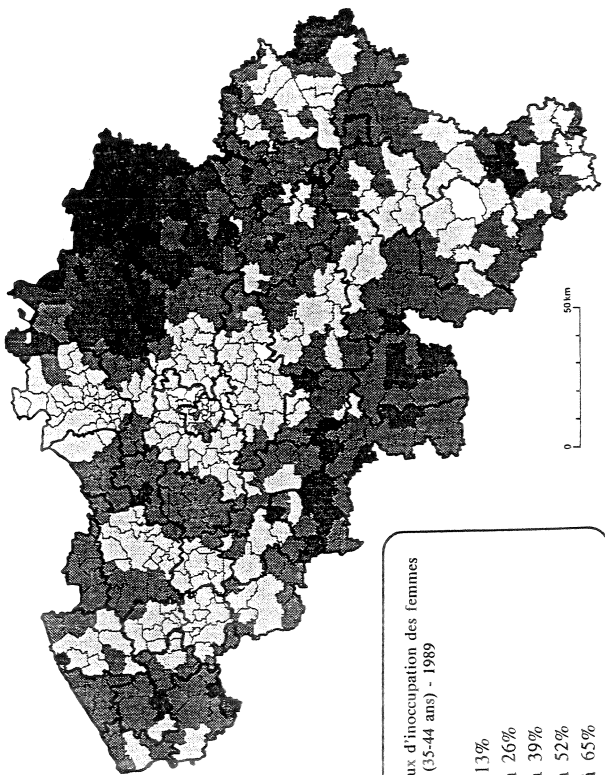 50 km
0
ux d'inoccupation des femmes
(35-44 ans) - 1989
13%
à 26%
à 39%
à 52%
à 65%